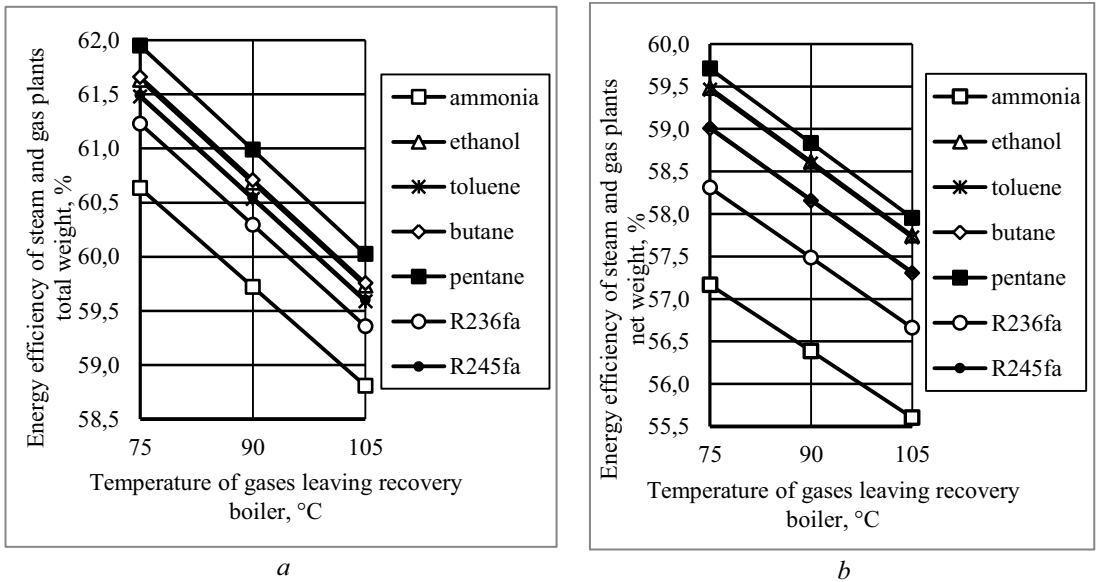 Energy efficiency of steam and gas plants
total weight, %
62,0
61,5
61,0
60,5
60,0
59,5
59,0
58,5
75
90
105
Temperature of gases leaving recovery
boiler, °C
ammonia
ethanol
toluene
butane
pentane
R236fa
R245fa
a
Energy efficiency of steam and gas plants
net weight, %
60,0
59,5
59,0
58,5
58,0
57,5
57,0
56,5
56,0
55,5
75
90
105
Temperature of gases leaving recovery
boiler, °C
ammonia
ethanol
toluene
butane
pentane
R236fa
R245fa
b